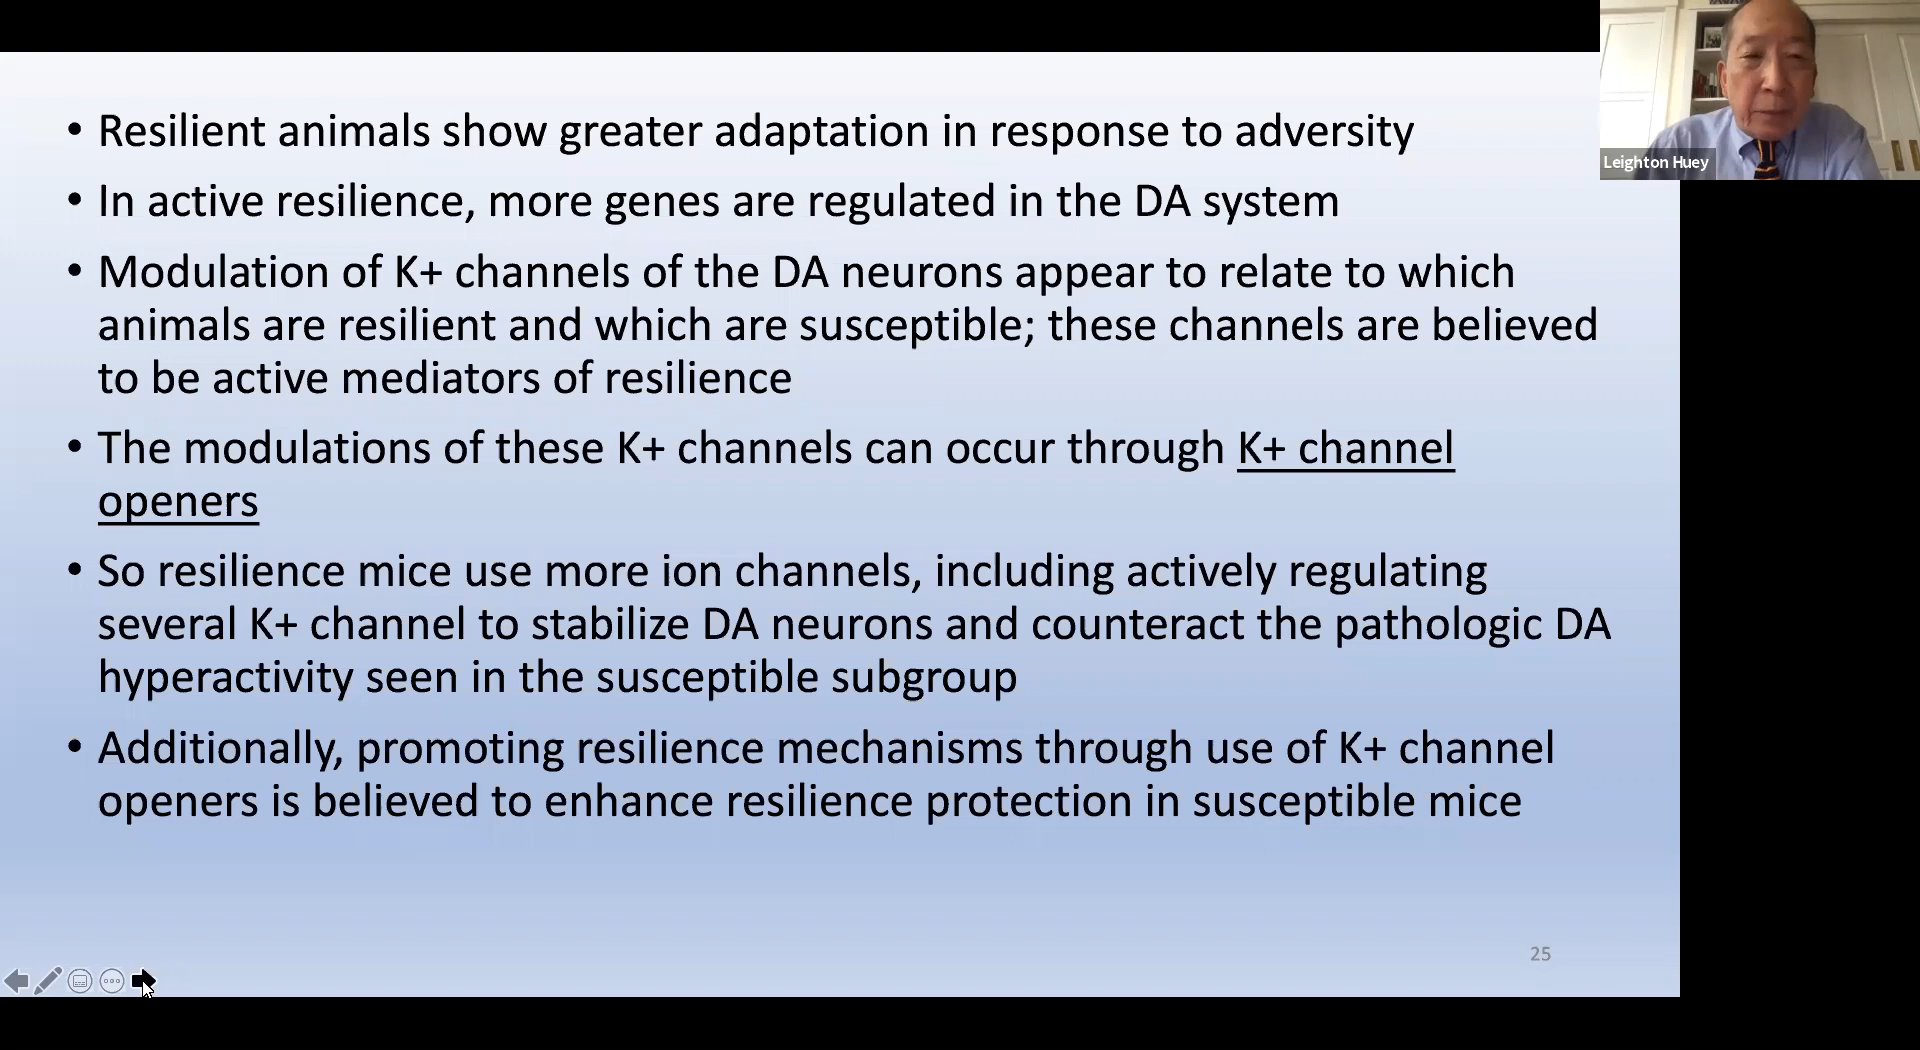 • Resilient animals show greater adaptation in response to adversity
• In active resilience, more genes are regulated in the DA system
• Modulation of K+ channels of the DA neurons appear to relate to which
animals are resilient and which are susceptible; these channels are believed
to be active mediators of resilience
• The modulations of these K+ channels can occur through K+ channel
openers
• So resilience mice use more ion channels, including actively regulating
several K+ channel to stabilize DA neurons and counteract the pathologic DA
hyperactivity seen in the susceptible subgroup
• Additionally, promoting resilience mechanisms through use of K+ channel
openers is believed to enhance resilience protection in susceptible mice
25
Leighton Huey